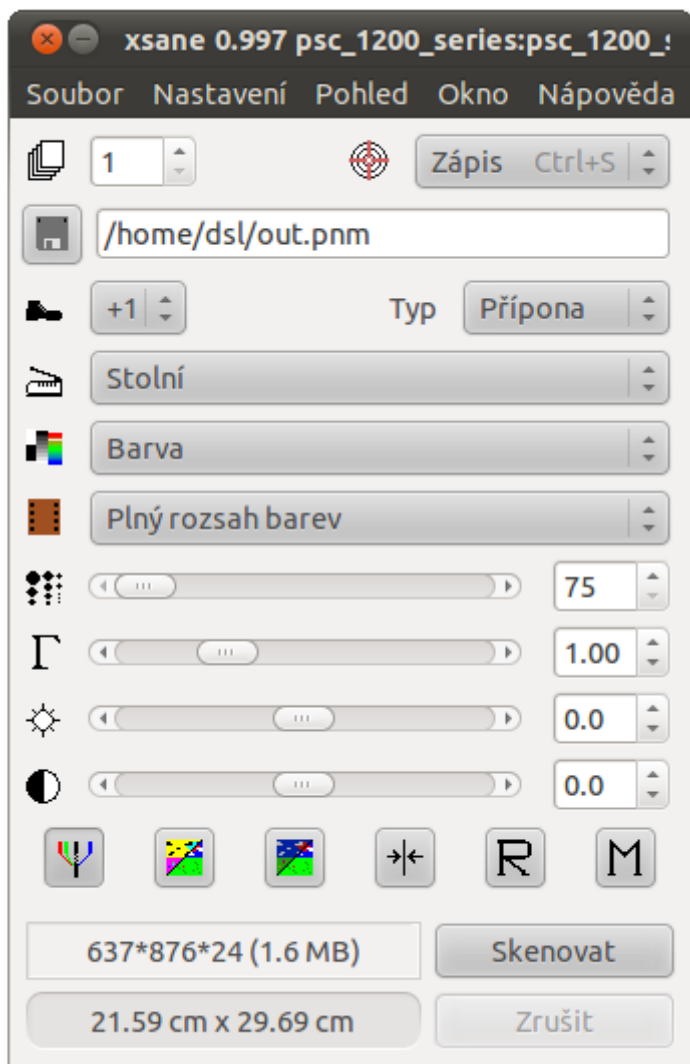 xsane 0.997 psc_1200_series:psc_1200_s
Soubor Nastavení Pohled Okno Nápověda
1 Zápis Ctrl+S
/home/dsl/out.pnm
+1 Typ Přípona
Stolní
Barva
Plný rozsah barev
75
Γ 1.00
0.0
0.0
R M
637*876*24 (1.6 MB) Skenovat
21.59 cm x 29.69 cm Zrušit